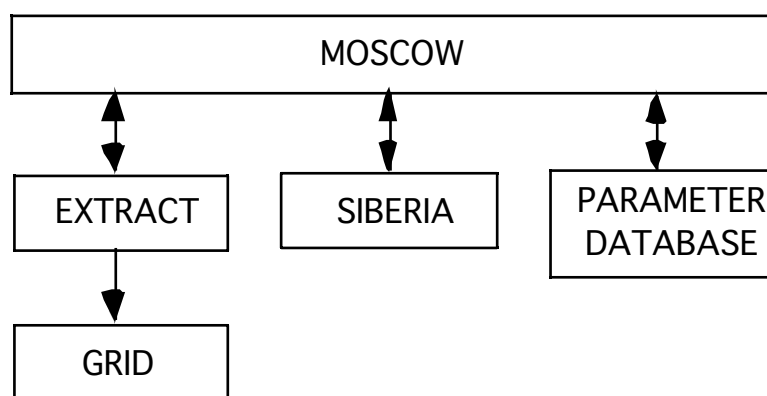 MOSCOW
EXTRACT
SIBERIA
PARAMETER
DATABASE
GRID